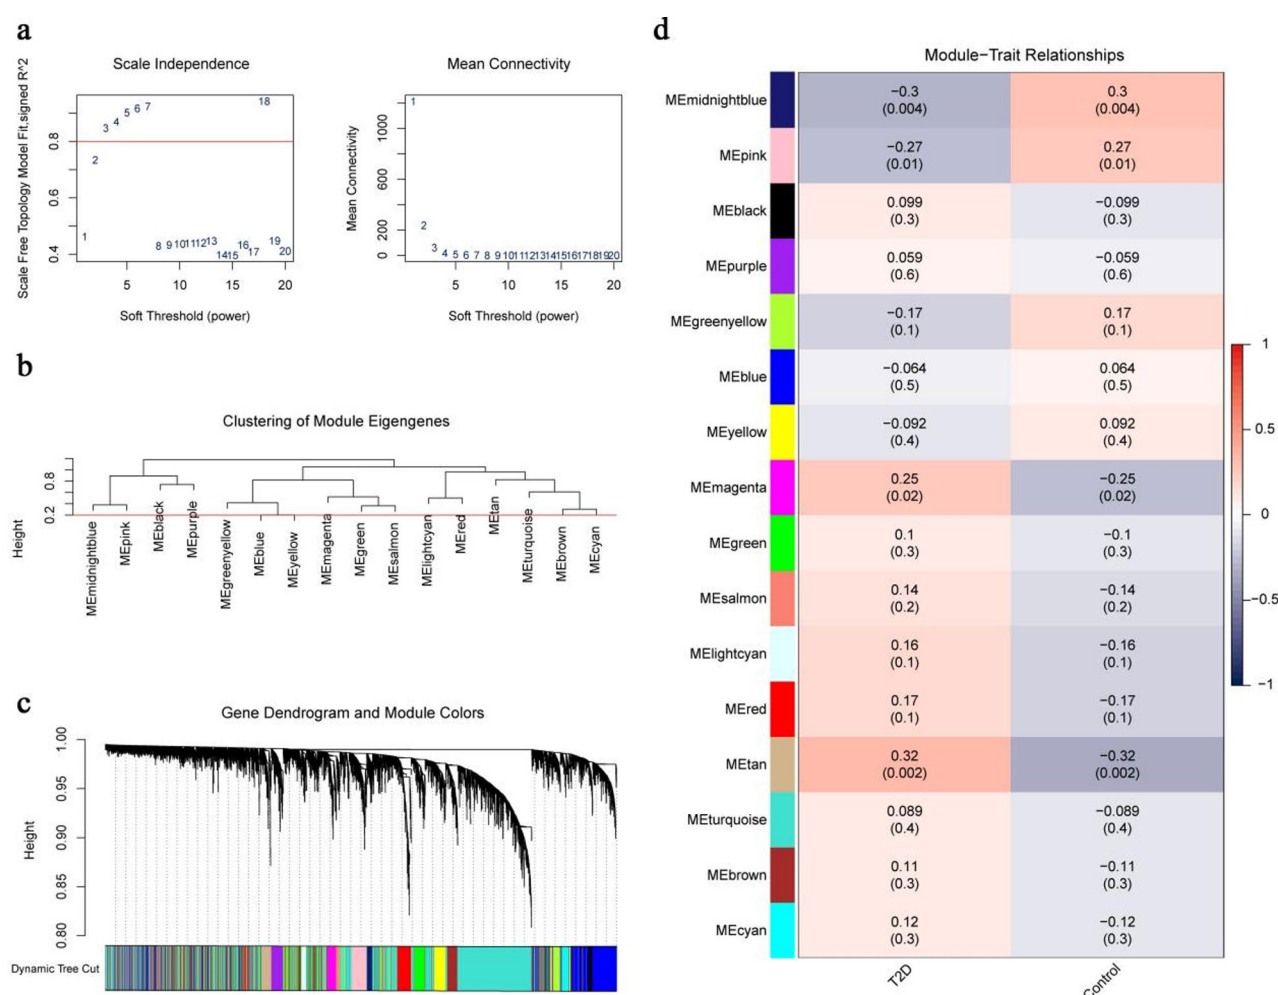 a
Scale Independence
Scale Free Topology Model Fit,signed R^2
0.4 0.6 0.8
1 2 3 4 5 6 7 8 9 10 11 12 13 14 15 16 17 18 19 20
5 10 15 20
Soft Threshold (power)
Mean Connectivity
Mean Connectivity
0 200 600 1000
1 2 3 4 5 6 7 8 9 10 11 12 13 14 15 16 17 18 19 20
5 10 15 20
Soft Threshold (power)
b
Clustering of Module Eigengenes
Height
0.2 0.8
MEmidnightblue
MEpink
MEblack
MEpurple
MEgreenyellow
MEblue
MEyellow
MEmagenta
MEgreen
MEsalmon
MElightcyan
MEred
MEtan
MEturquoise
MEbrown
MEcyan
c
Gene Dendrogram and Module Colors
Height
0.80 0.85 0.90 0.95 1.00
Dynamic Tree Cut
d
Module−Trait Relationships
MEmidnightblue −0.3 0.3
(0.004) (0.004)
MEpink −0.27 0.27
(0.01) (0.01)
MEblack 0.099 −0.099
(0.3) (0.3)
MEpurple 0.059 −0.059
(0.6) (0.6)
MEgreenyellow −0.17 0.17
(0.1) (0.1)
MEblue −0.064 0.064
(0.5) (0.5)
MEyellow −0.092 0.092
(0.4) (0.4)
MEmagenta 0.25 −0.25
(0.02) (0.02)
MEgreen 0.1 −0.1
(0.3) (0.3)
MEsalmon 0.14 −0.14
(0.2) (0.2)
MElightcyan 0.16 −0.16
(0.1) (0.1)
MEred 0.17 −0.17
(0.1) (0.1)
MEtan 0.32 −0.32
(0.002) (0.002)
MEturquoise 0.089 −0.089
(0.4) (0.4)
MEbrown 0.11 −0.11
(0.3) (0.3)
MEcyan 0.12 −0.12
(0.3) (0.3)
T2D Control
1
0.5
0
−0.5
−1